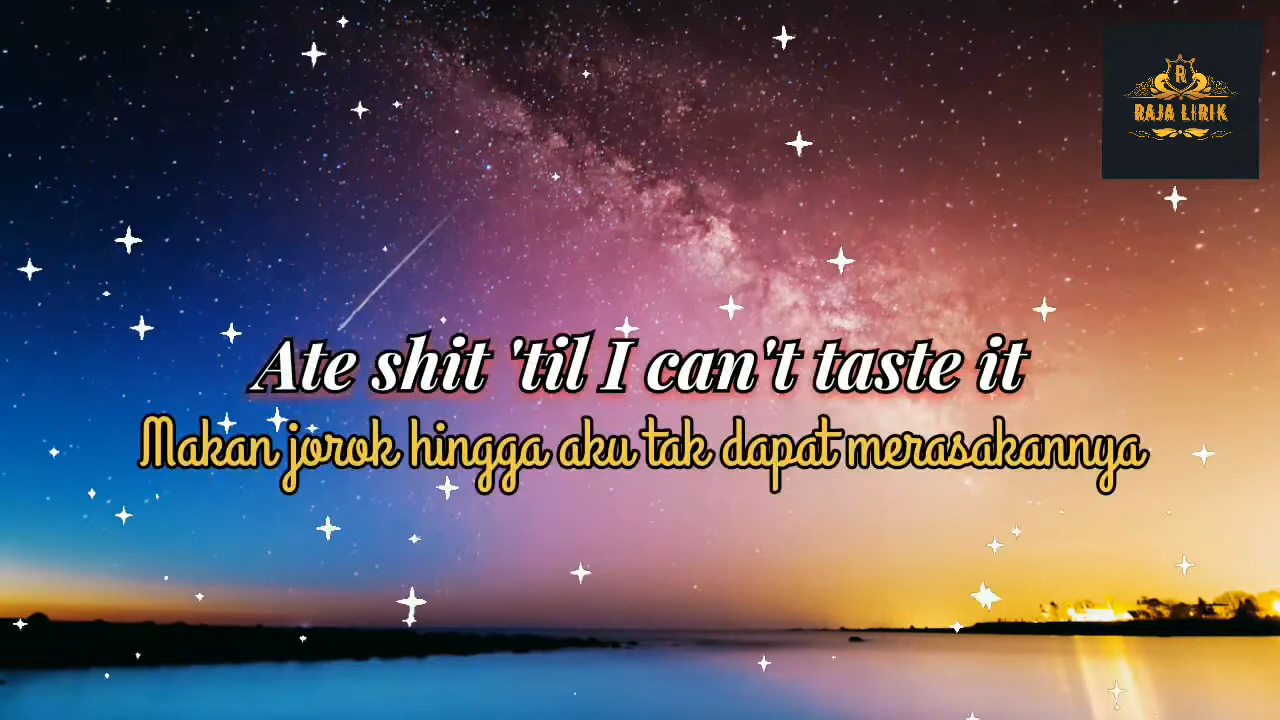 R
RAJA LIRIK
Ate shit 'til I can't taste it
Makan jorok hingga aku tak dapat merasakannya